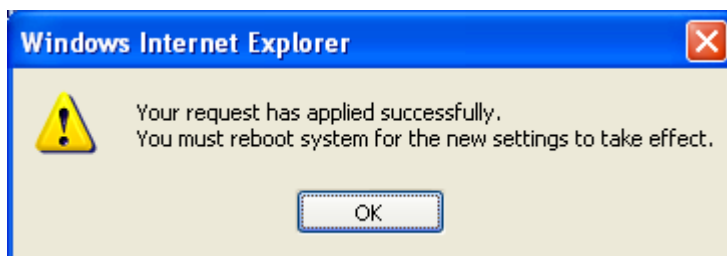 Windows Internet Explorer
Your request has applied successfully.
You must reboot system for the new settings to take effect.
OK